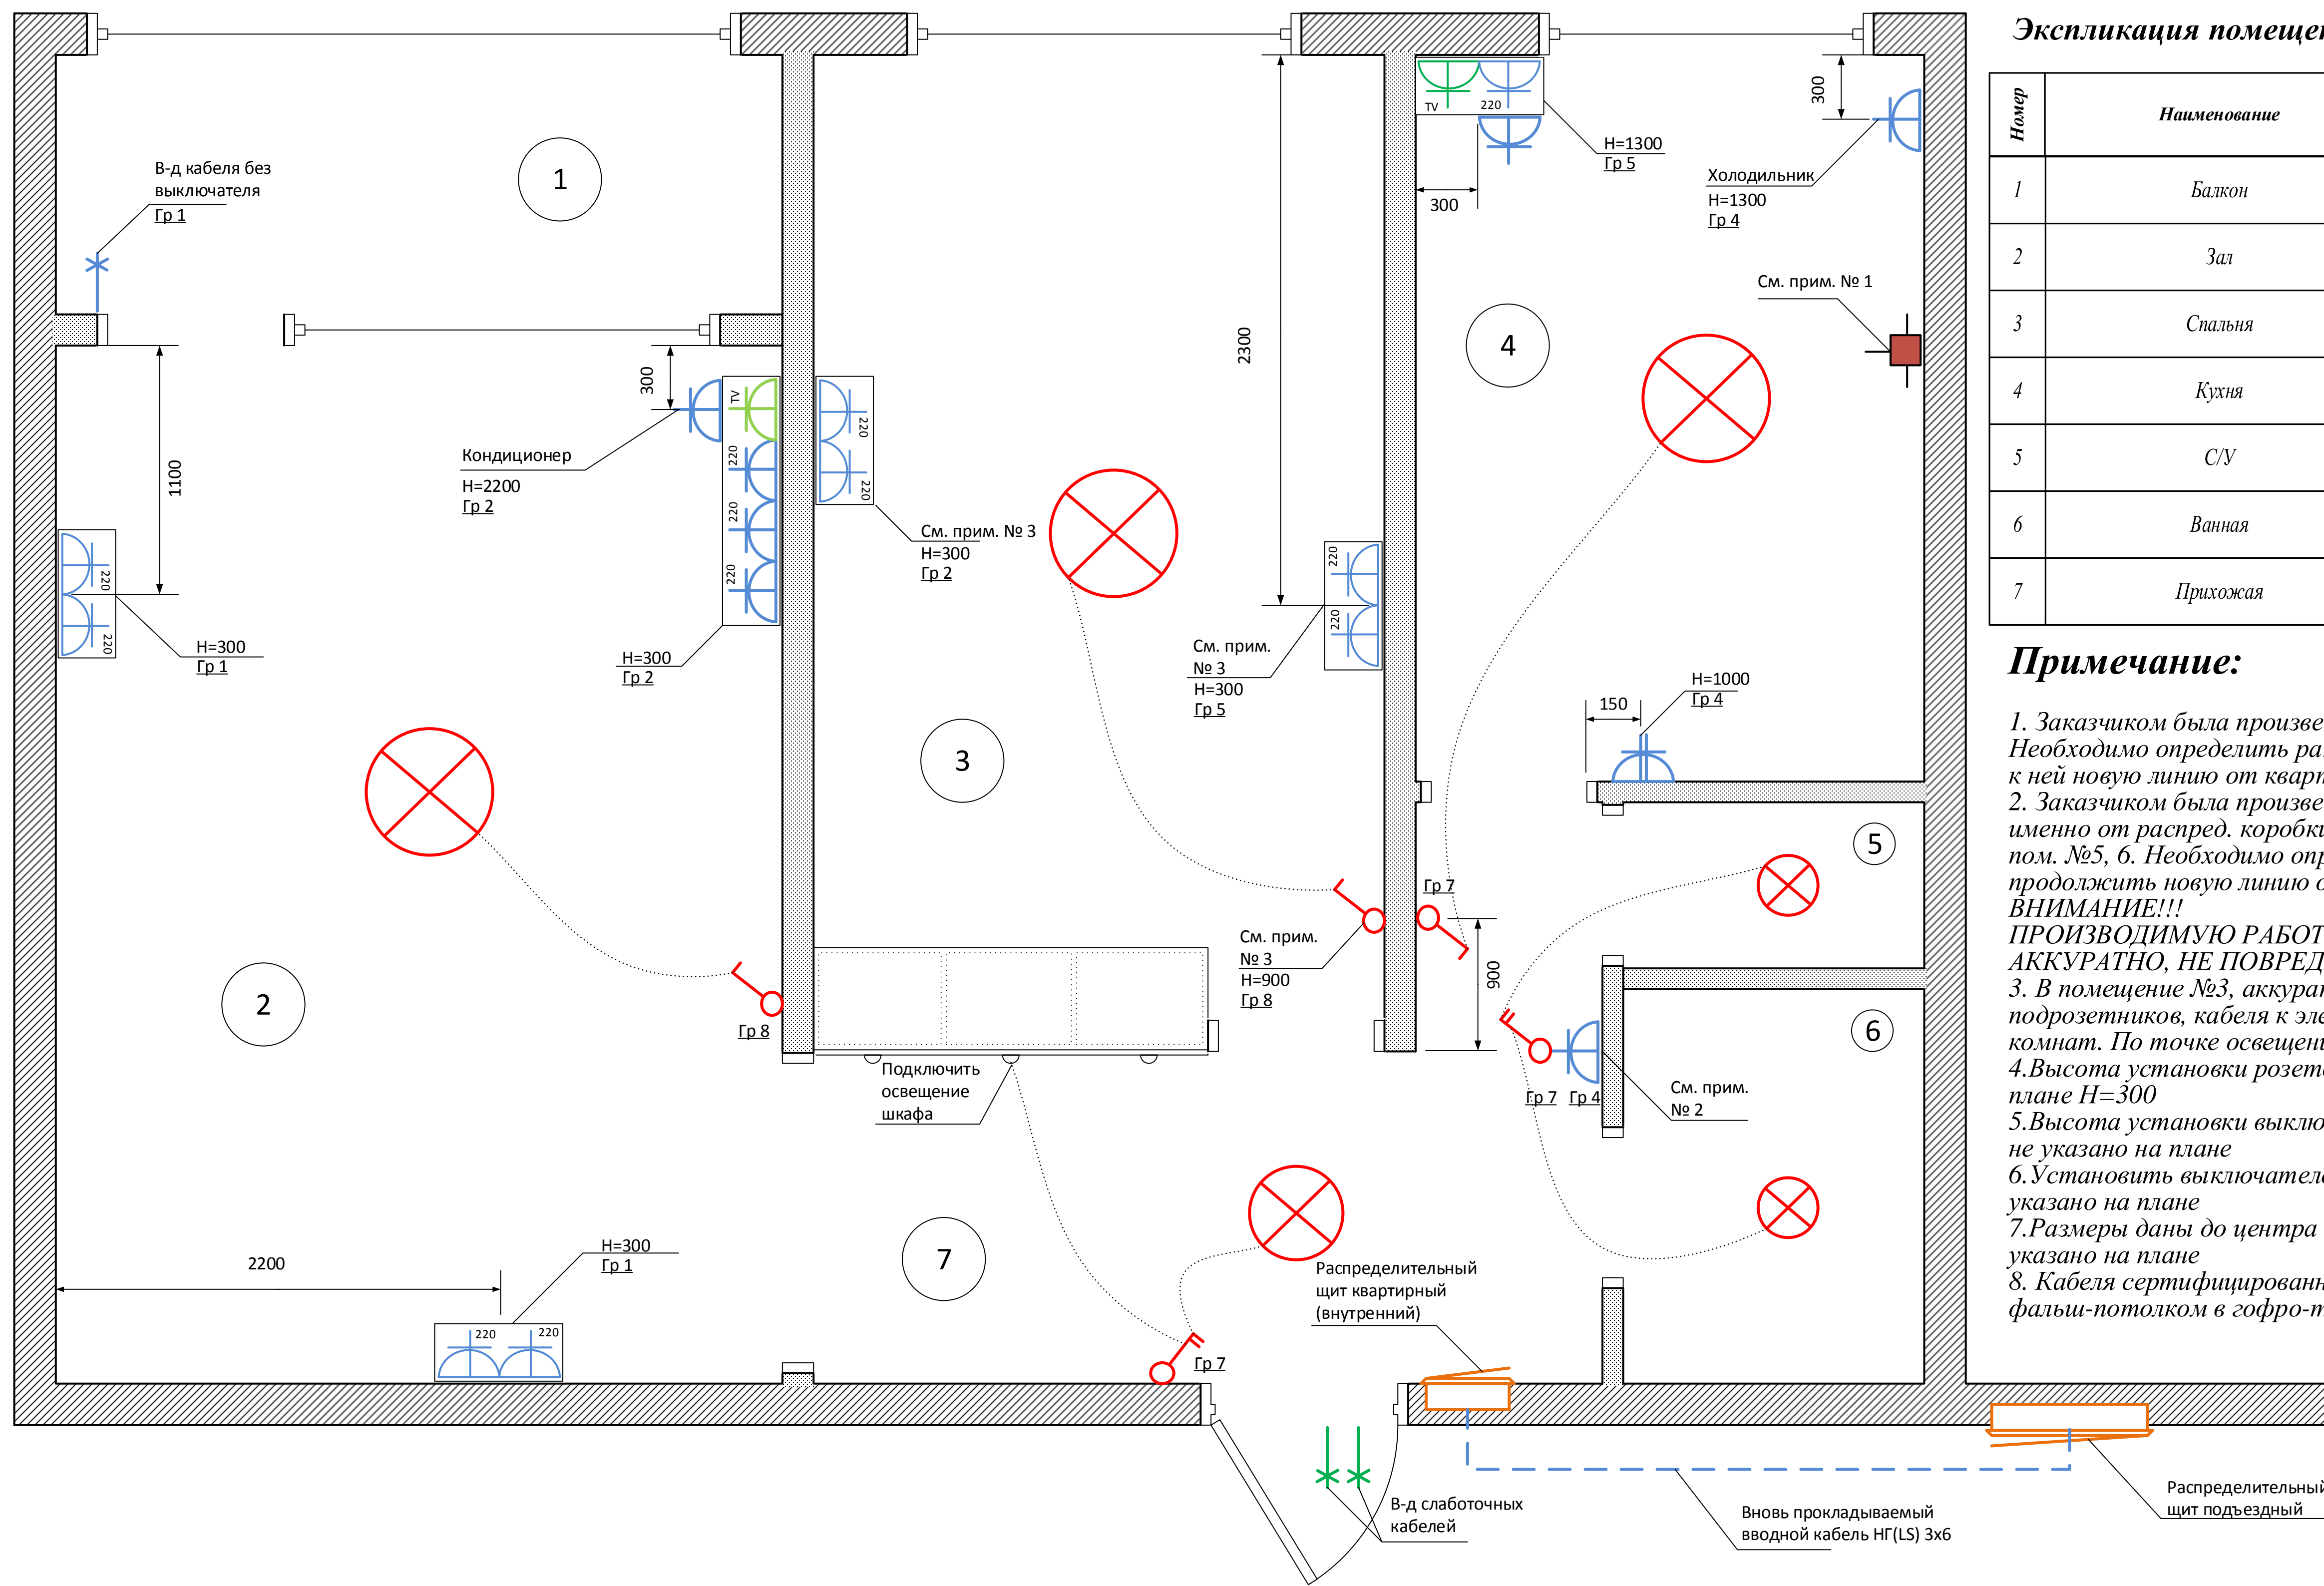 Экспликация помеще
Номер
Наименование
1
Балкон
2
Зал
3
Спальня
4
Кухня
5
С/У
6
Ванная
7
Прихожая
Примечание:
1. Заказчиком была произве
Необходимо определить ра
к ней новую линию от кварт
2. Заказчиком была произве
именно от распред. коробк
пом. №5, 6. Необходимо опр
продолжить новую линию о
ВНИМАНИЕ!!!
ПРОИЗВОДИМУЮ РАБОТ
АККУРАТНО, НЕ ПОВРЕД
3. В помещение №3, аккура
подрозетников, кабеля к эле
комнат. По точке освещен
4.Высота установки розет
плане Н=300
5.Высота установки выклю
не указано на плане
6.Установить выключател
указано на плане
7.Размеры даны до центра
указано на плане
8. Кабеля сертифицирован
фальш-потолком в гофро-т
В-д кабеля без
выключателя
Гр 1
1
1100
300
Кондиционер
H=2200
Гр 2
TV
220
220
220
H=300
Гр 2
220
220
H=300
Гр 1
2
Гр 8
2200
H=300
Гр 1
220
220
220
220
См. прим. № 3
H=300
Гр 2
2300
3
220
220
См. прим.
№ 3
H=300
Гр 5
См. прим.
№ 3
H=900
Гр 8
Подключить
освещение
шкафа
TV
220
H=1300
Гр 5
300
300
Холодильник
H=1300
Гр 4
См. прим. № 1
4
150
H=1000
Гр 4
Гр 7
900
5
6
Гр 7
Гр 4
См. прим.
№ 2
7
Гр 7
Распределительный
щит квартирный
(внутренний)
В-д слаботочных
кабелей
Вновь прокладываемый
вводной кабель НГ(LS) 3х6
Распределительный
щит подъездный